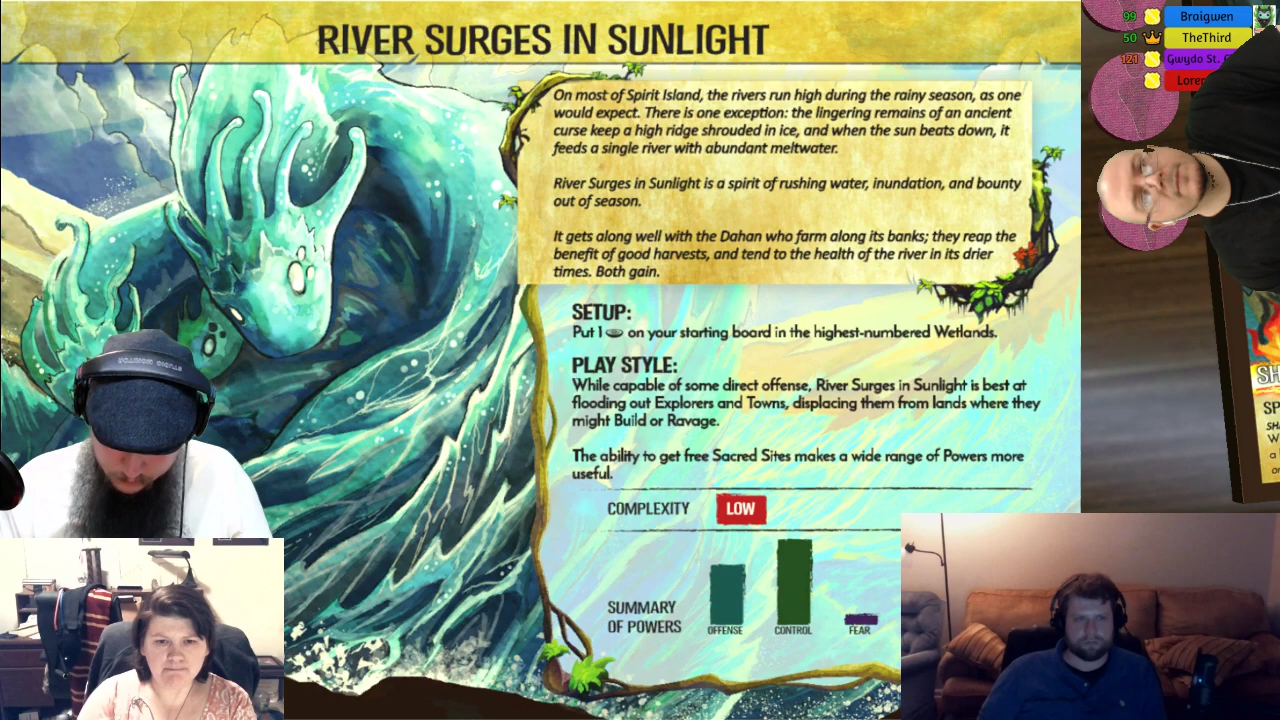 RIVER SURGES IN SUNLIGHT
On most of Spirit Island, the rivers run high during the rainy season, as one
would expect. There is one exception: the lingering remains of an ancient
curse keep a high ridge shrouded in ice, and when the sun beats down, it
feeds a single river with abundant meltwater.
River Surges in Sunlight is a spirit of rushing water, inundation, and bounty
out of season.
It gets along well with the Dahan who farm along its banks; they reap the
benefit of good harvests, and tend to the health of the river in its drier
times. Both gain.
SETUP:
Put 1 on your starting board in the highest-numbered Wetlands.
PLAY STYLE:
While capable of some direct offense, River Surges in Sunlight is best at
flooding out Explorers and Towns, displacing them from lands where they
might Build or Ravage.
The ability to get free Sacred Sites makes a wide range of Powers more
useful.
COMPLEXITY LOW
SUMMARY
OF POWERS
OFFENSE CONTROL FEAR
99 Braigwen
50 TheThird
121 Gwydo St.
SH
SP